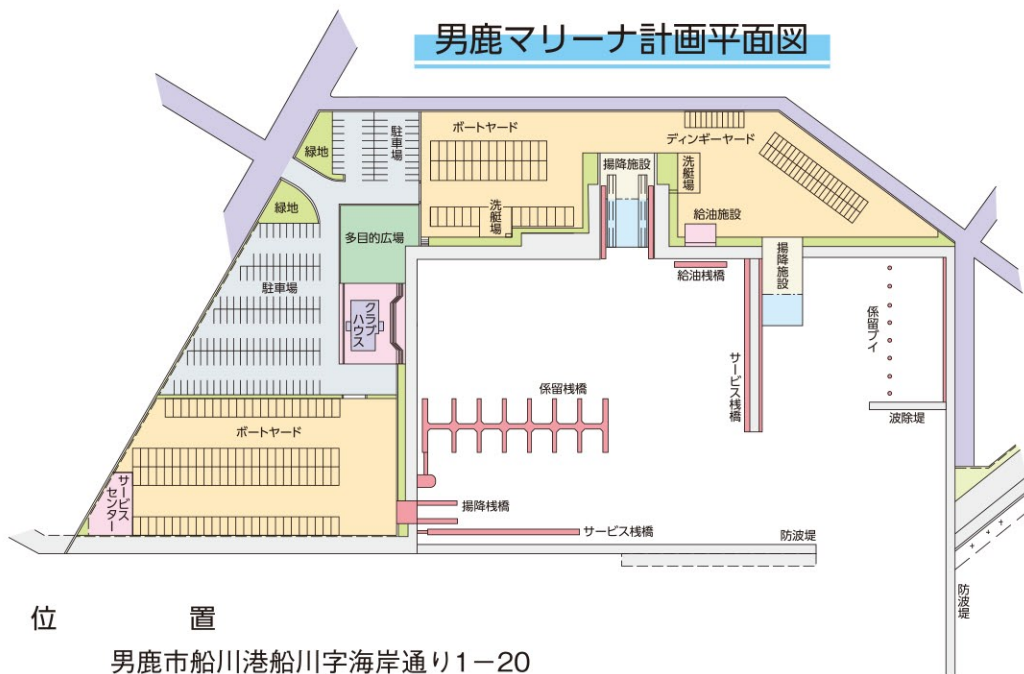 男鹿マリーナ計画平面図
ボートヤード
ディンギーヤード
駐車場
緑地
揚降施設
洗艇場
緑地
洗艇場
給油施設
多目的広場
揚降施設
給油桟橋
駐車場
クラブ
ハウス
係留ブイ
サービス桟橋
係留桟橋
波除堤
ボートヤード
サービス
センター
揚降桟橋
サービス桟橋
防波堤
防波堤
位置
男鹿市船川港船川字海岸通り1-20